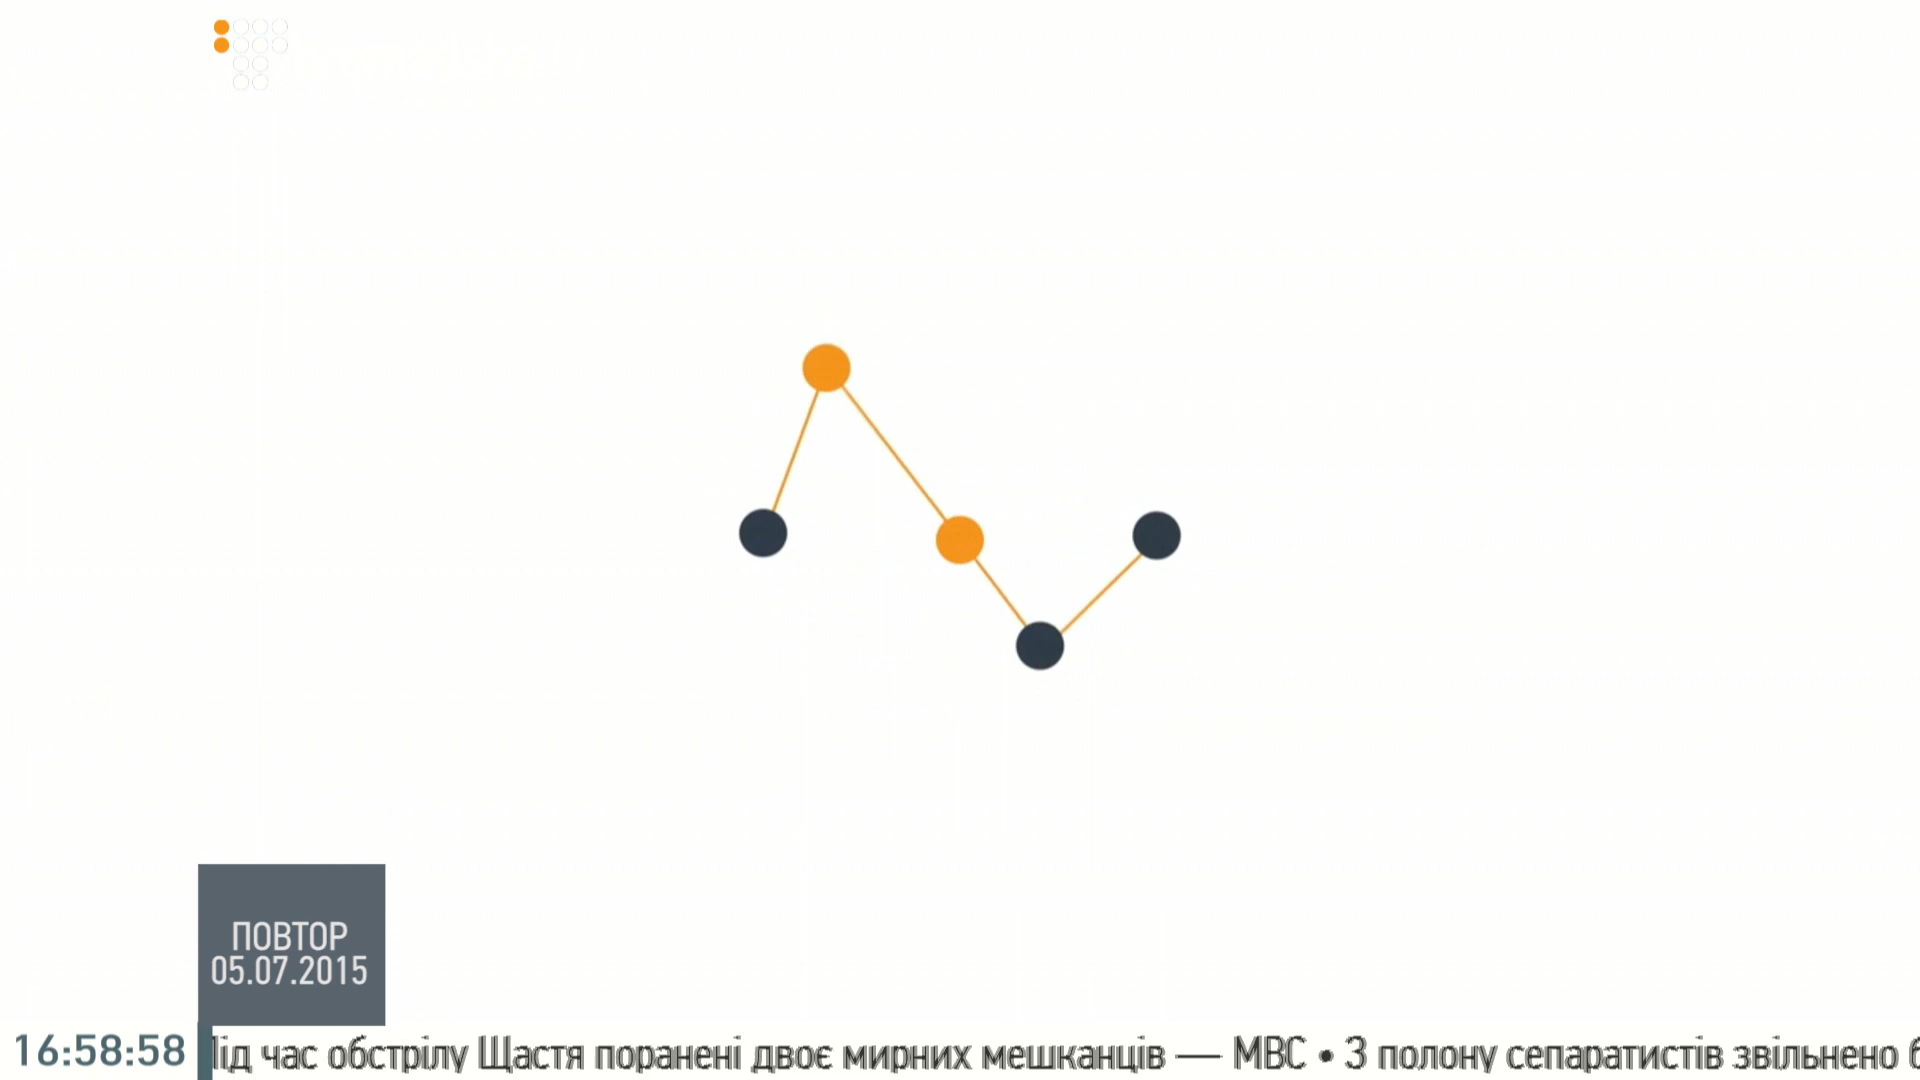 ПОВТОР
05.07.2015
16:58:58
Під час обстрілу Щастя поранені двоє мирних мешканців — МВС • З полону сепаратистів звільнено